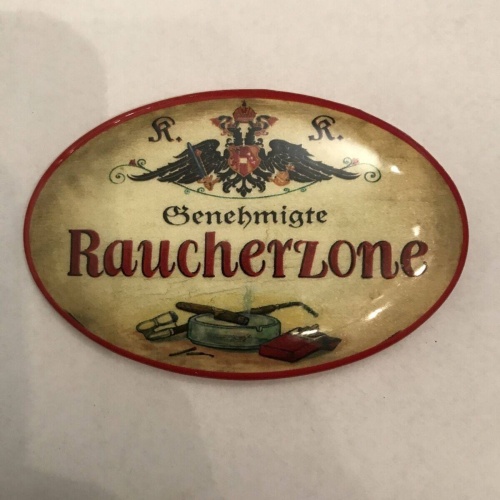 K. K.
Genehmigte
Raucherzone